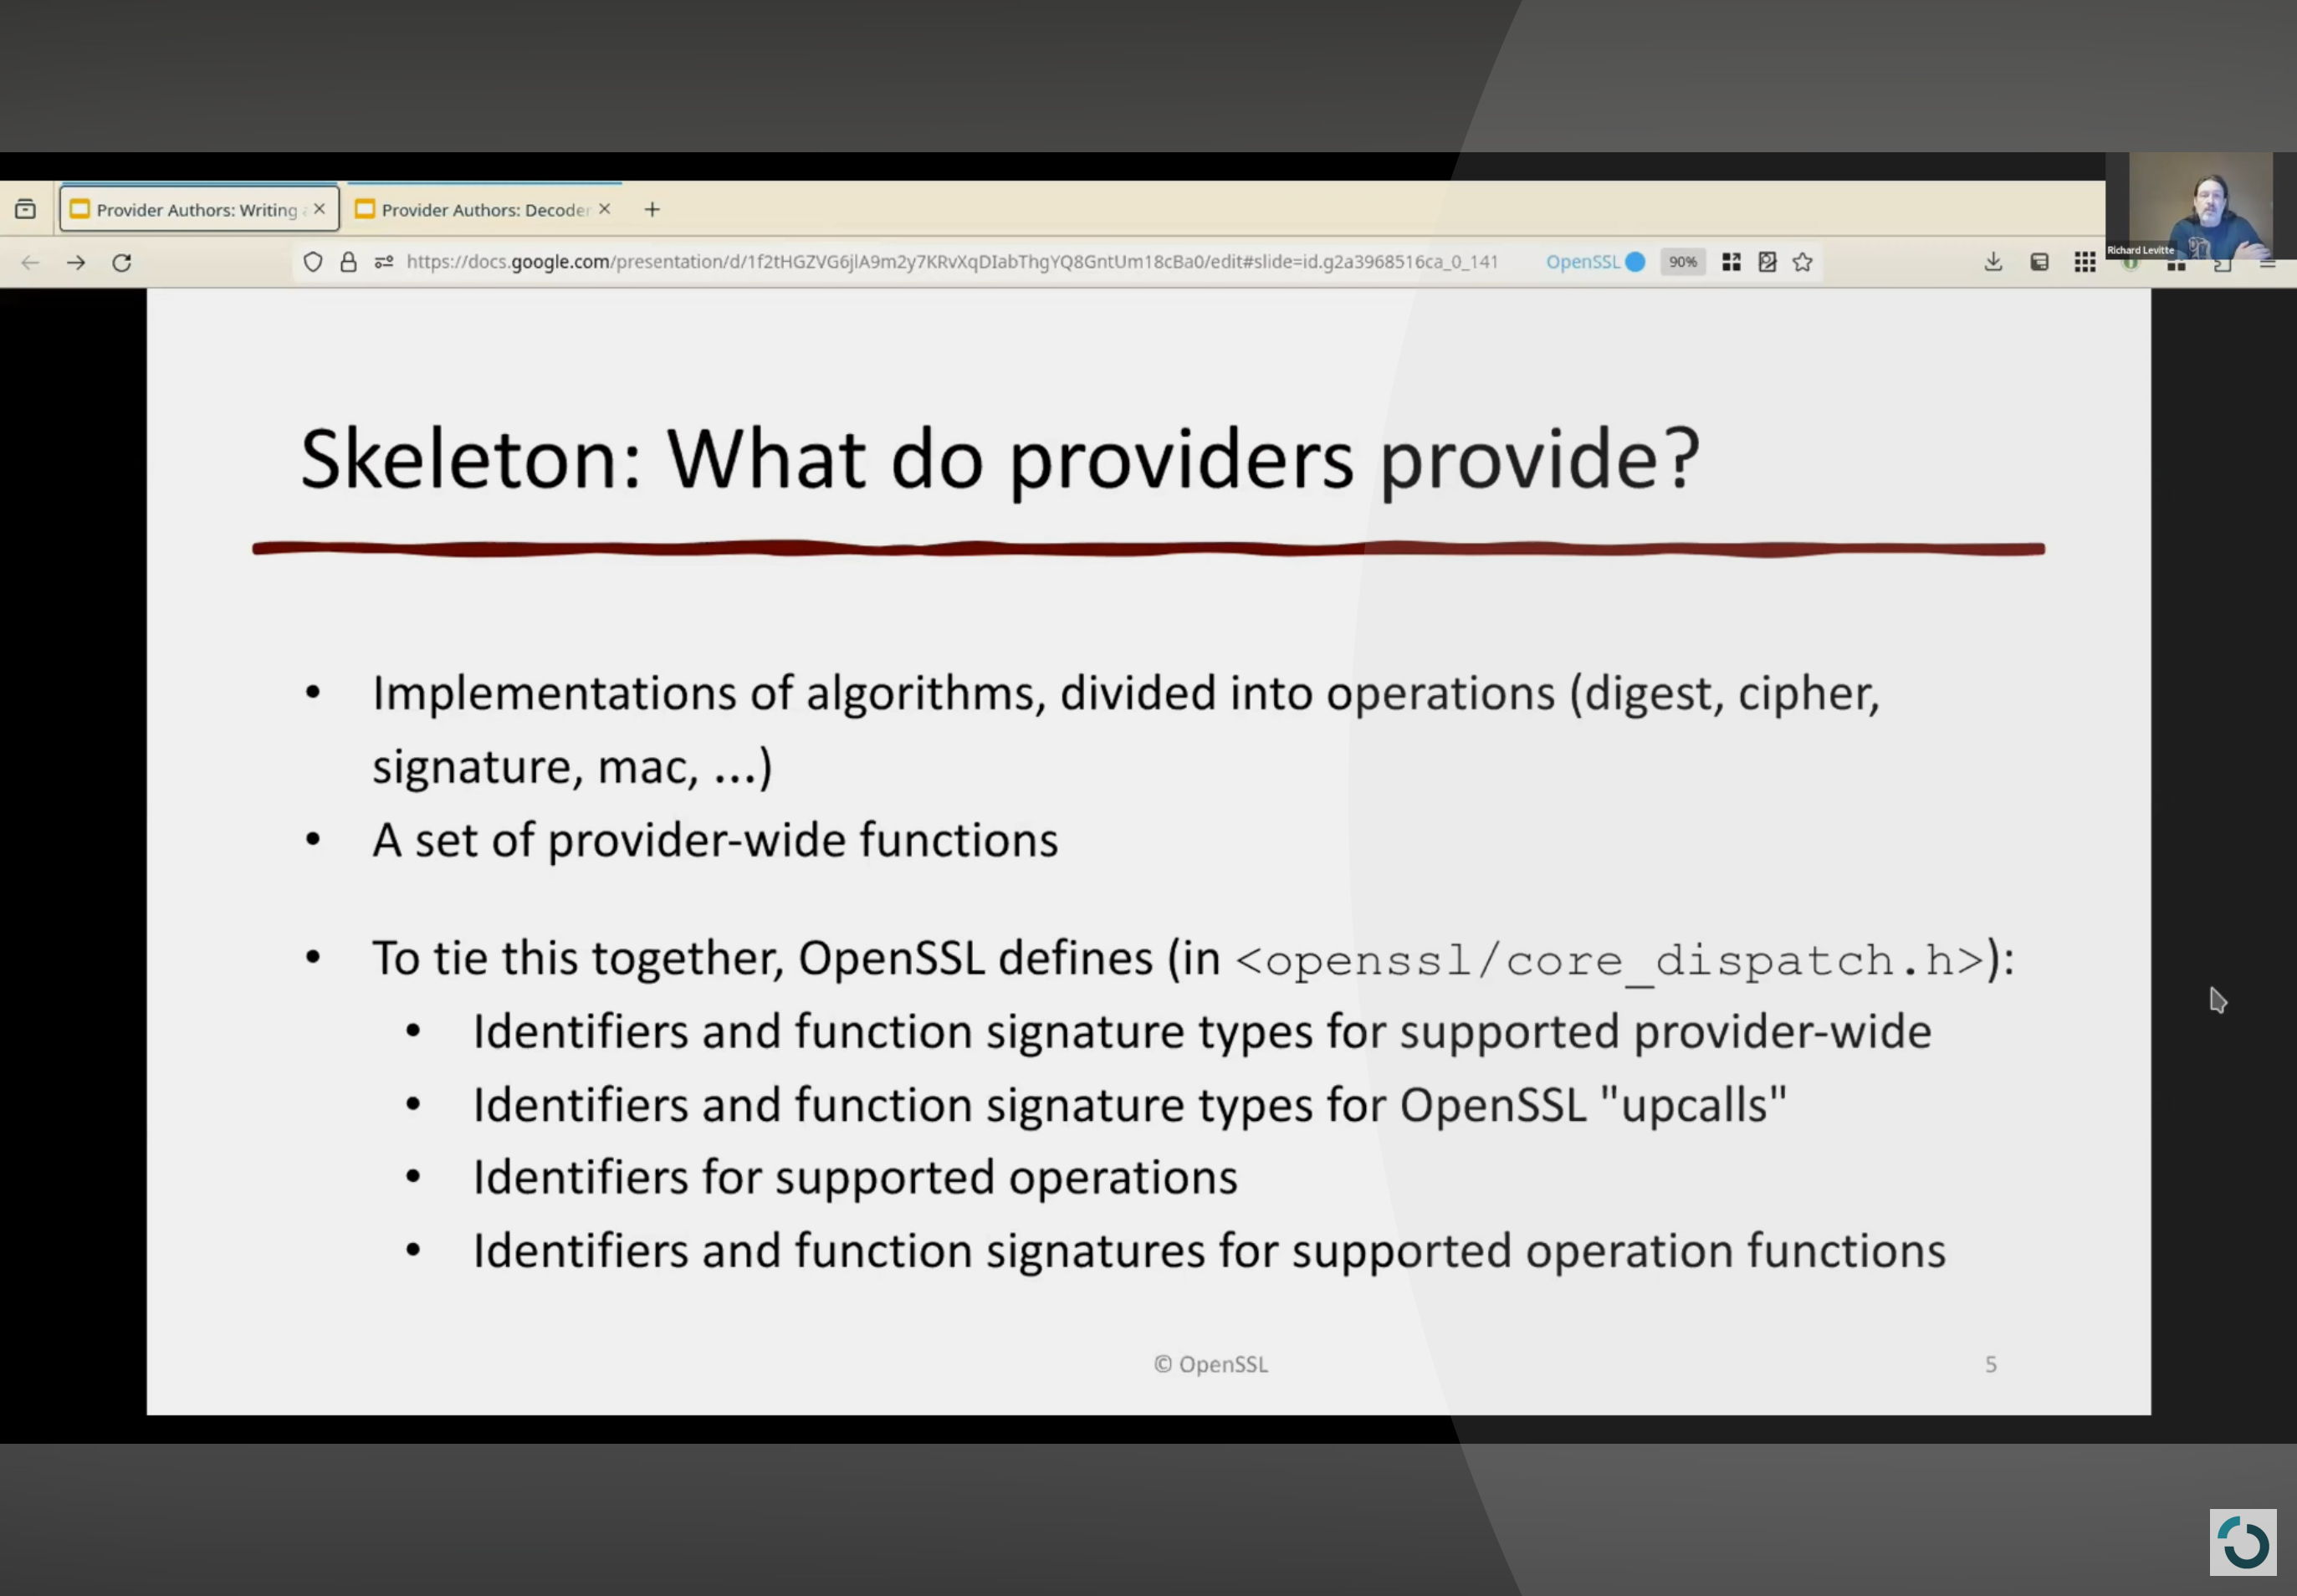 Provider Authors: Writing
Provider Authors: Decoder
https://docs.google.com/presentation/d/1f2tHGZVG6jlA9m2y7KRvXqDIabThgYQ8GntUm18cBa0/edit#slide=id.g2a3968516ca_0_141
OpenSSL
90%
Richard Levitte
Skeleton: What do providers provide?
• Implementations of algorithms, divided into operations (digest, cipher,
signature, mac, ...)
• A set of provider-wide functions
• To tie this together, OpenSSL defines (in <openssl/core_dispatch.h>):
• Identifiers and function signature types for supported provider-wide
• Identifiers and function signature types for OpenSSL "upcalls"
• Identifiers for supported operations
• Identifiers and function signatures for supported operation functions
© OpenSSL
5